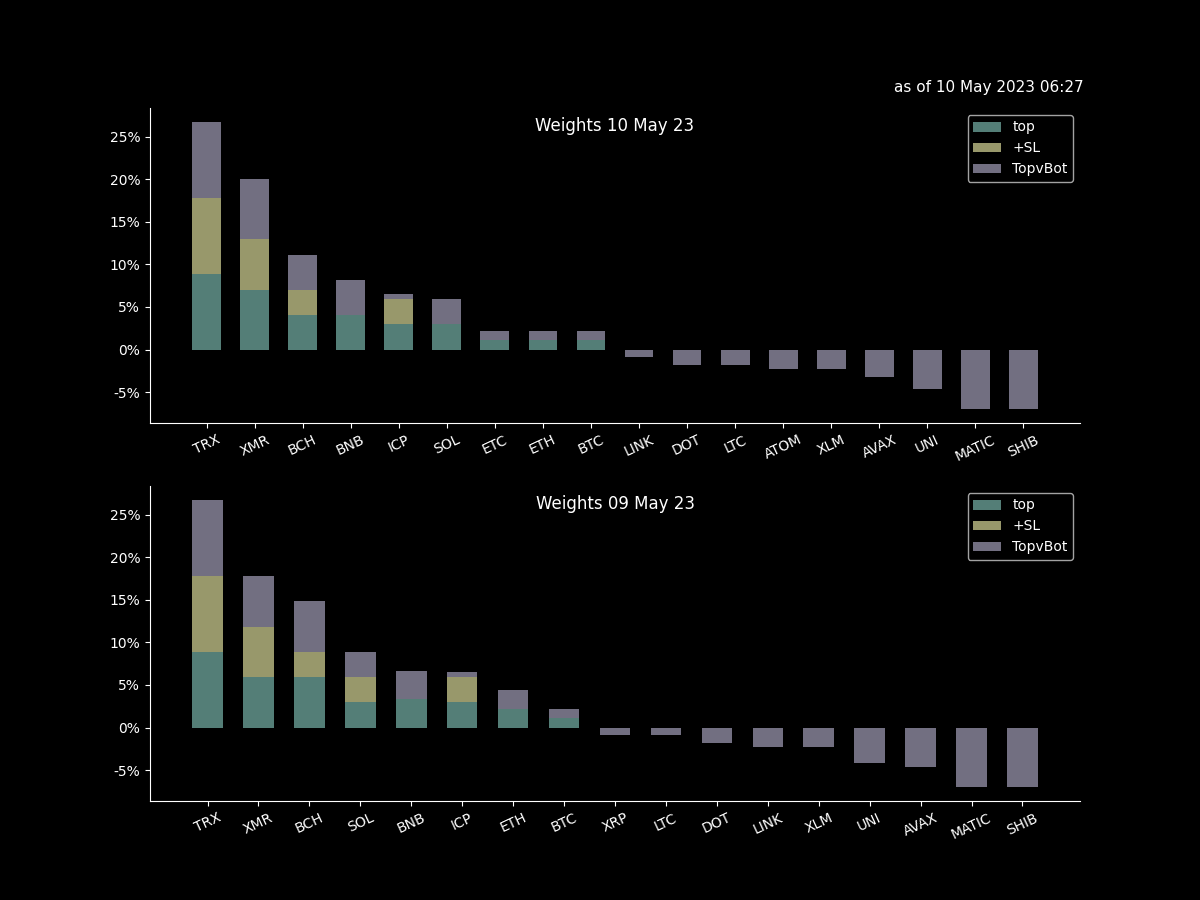 as of 10 May 2023 06:27
Weights 10 May 23
top
+SL
TopvBot
25%
20%
15%
10%
5%
0%
-5%
TRX XMR BCH BNB ICP SOL ETC ETH BTC LINK DOT LTC ATOM XLM AVAX UNI MATIC SHIB
Weights 09 May 23
top
+SL
TopvBot
25%
20%
15%
10%
5%
0%
-5%
TRX XMR BCH SOL BNB ICP ETH BTC XRP LTC DOT LINK XLM UNI AVAX MATIC SHIB